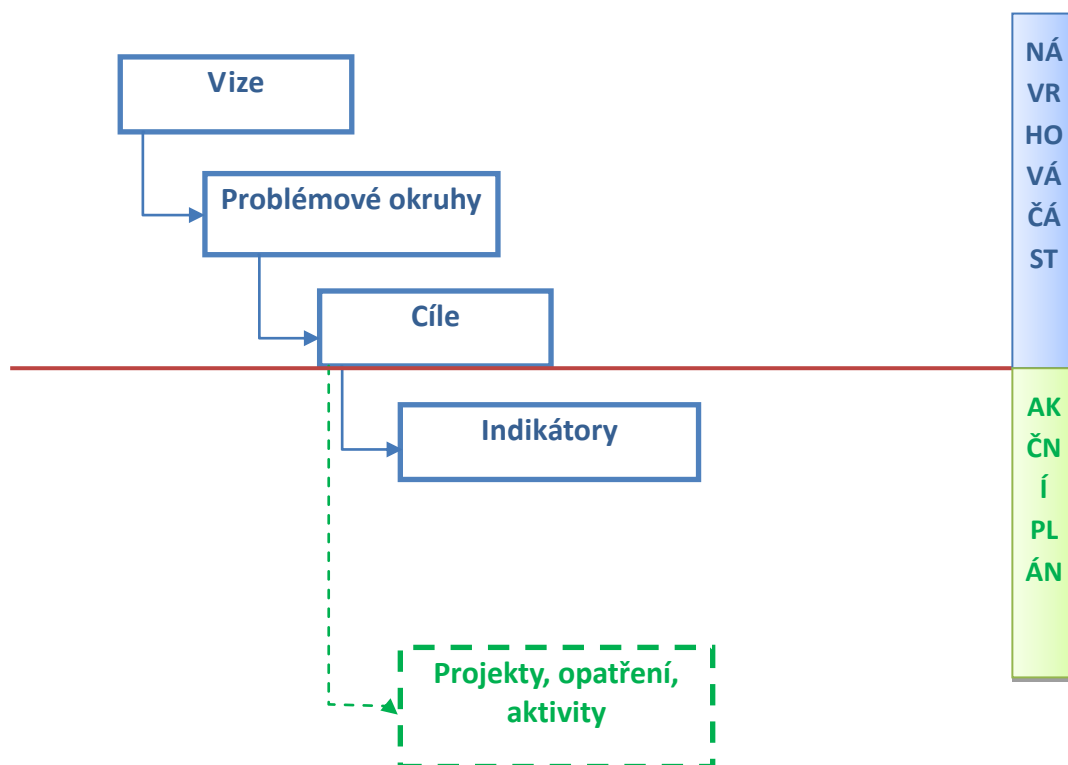 Vize
Problémové okruhy
Cíle
Indikátory
Projekty, opatření,
aktivity
NÁ
VR
HO
VÁ
ČÁ
ST
AK
ČN
Í
PL
ÁN